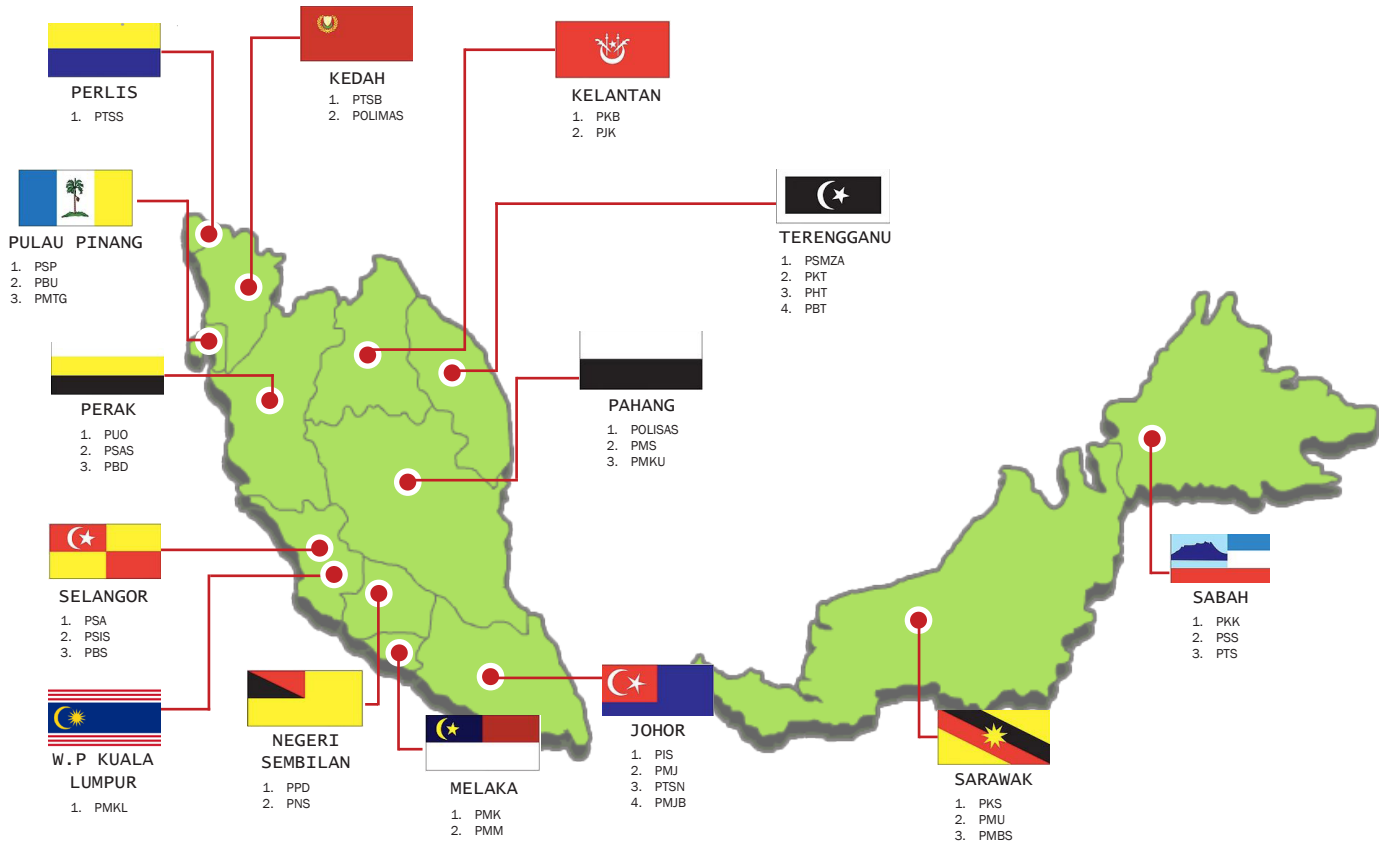 PERLIS
1. PTSS
KEDAH
1. PTSB
2. POLIMAS
KELANTAN
1. PKB
2. PJK
PULAU PINANG
1. PSP
2. PBU
3. PMTG
TERENGGANU
1. PSMZA
2. PKT
3. PHT
4. PBT
PERAK
1. PUO
2. PSAS
3. PBD
PAHANG
1. POLISAS
2. PMS
3. PMKU
SELANGOR
1. PSA
2. PSIS
3. PBS
SABAH
1. PKK
2. PSS
3. PTS
W.P KUALA
LUMPUR
1. PMKL
NEGERI
SEMBILAN
1. PPD
2. PNS
MELAKA
1. PMK
2. PMM
JOHOR
1. PIS
2. PMJ
3. PTSN
4. PMJB
SARAWAK
1. PKS
2. PMU
3. PMBS